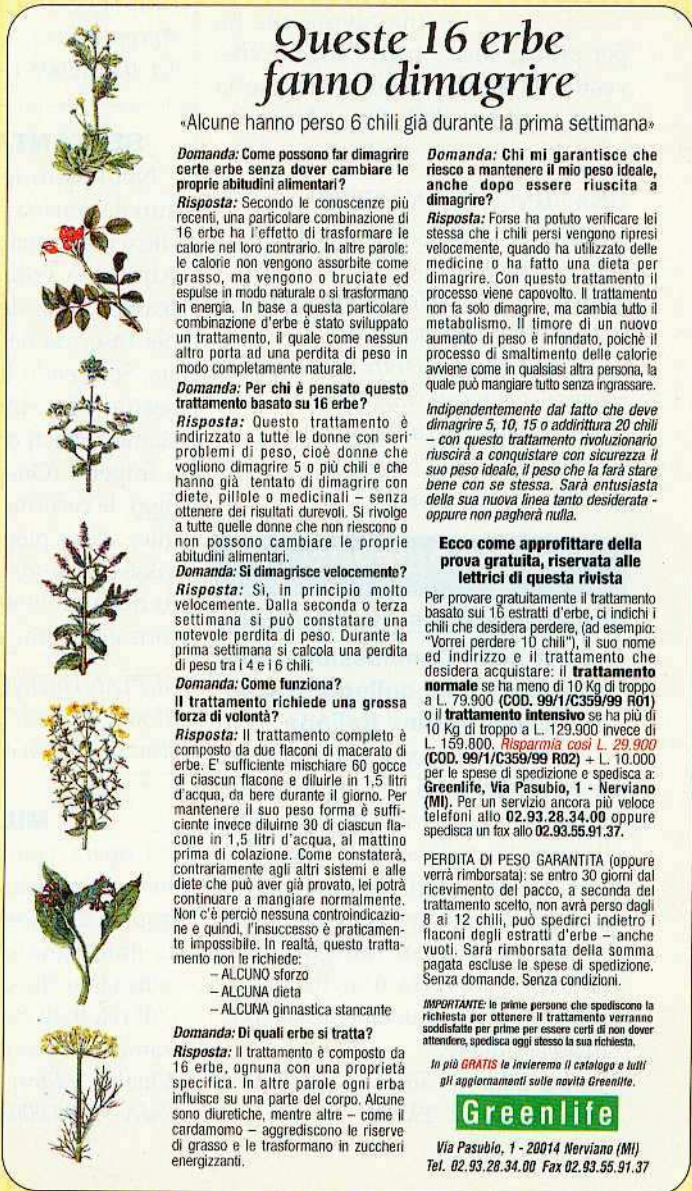 Queste 16 erbe
fanno dimagrire
«Alcune hanno perso 6 chili già durante la prima settimana»
Domanda: Come possono far dimagrire
certe erbe senza dover cambiare le
proprie abitudini alimentari?
Risposta: Secondo le conoscenze più
recenti, una particolare combinazione di
16 erbe ha l'effetto di trasformare le
calorie nel loro contrario. In altre parole:
le calorie non vengono assorbite come
grasso, ma vengono o bruciate ed
espulse in modo naturale o si trasformano
in energia. In base a questa particolare
combinazione d'erbe è stato sviluppato
un trattamento, il quale come nessun
altro porta ad una perdita di peso in
modo completamente naturale.
Domanda: Per chi è pensato questo
trattamento basato su 16 erbe?
Risposta: Questo trattamento è
indirizzato a tutte le donne con seri
problemi di peso, cioè donne che
vogliono dimagrire 5 o più chili e che
hanno già tentato di dimagrire con
diete, pillole o medicinali – senza
ottenere dei risultati durevoli. Si rivolge
a tutte quelle donne che non riescono o
non possono cambiare le proprie
abitudini alimentari.
Domanda: Si dimagrisce velocemente?
Risposta: Sì, in principio molto
velocemente. Dalla seconda o terza
settimana si può constatare una
notevole perdita di peso. Durante la
prima settimana si calcola una perdita
di peso tra i 4 e i 6 chili.
Domanda: Come funziona?
Il trattamento richiede una grossa
forza di volontà?
Risposta: Il trattamento completo è
composto da due flaconi di macerato di
erbe. E' sufficiente mischiare 60 gocce
di ciascun flacone e diluirle in 1,5 litri
d'acqua, da bere durante il giorno. Per
mantenere il suo peso forma è suffi-
ciente invece diluirne 30 di ciascun fla-
cone in 1,5 litri d'acqua, al mattino
prima di colazione. Come constaterà,
contrariamente agli altri sistemi e alle
diete che può aver già provato, lei potrà
continuare a mangiare normalmente.
Non c'è perciò nessuna controindicazio-
ne e quindi, l'insuccesso è praticamen-
te impossibile. In realtà, questo tratta-
mento non le richiede:
– ALCUNO sforzo
– ALCUNA dieta
– ALCUNA ginnastica stancante
Domanda: Di quali erbe si tratta?
Risposta: Il trattamento è composto da
16 erbe, ognuna con una proprietà
specifica. In altre parole ogni erba
influisce su una parte del corpo. Alcune
sono diuretiche, mentre altre – come il
cardamomo – aggrediscono le riserve
di grasso e le trasformano in zuccheri
energizzanti.
Domanda: Chi mi garantisce che
riesco a mantenere il mio peso ideale,
anche dopo essere riuscita a
dimagrire?
Risposta: Forse ha potuto verificare lei
stessa che i chili persi vengono ripresi
velocemente, quando ha utilizzato delle
medicine o ha fatto una dieta per
dimagrire. Con questo trattamento il
processo viene capovolto. Il trattamento
non fa solo dimagrire, ma cambia tutto il
metabolismo. Il timore di un nuovo
aumento di peso è infondato, poichè il
processo di smaltimento delle calorie
avviene come in qualsiasi altra persona, la
quale può mangiare tutto senza ingrassare.
Indipendentemente dal fatto che deve
dimagrire 5, 10, 15 o addirittura 20 chili
– con questo trattamento rivoluzionario
riuscirà a conquistare con sicurezza il
suo peso ideale, il peso che la farà stare
bene con se stessa. Sarà entusiasta
della sua nuova linea tanto desiderata -
oppure non pagherà nulla.
Ecco come approfittare della
prova gratuita, riservata alle
lettrici di questa rivista
Per provare gratuitamente il trattamento
basato sui 16 estratti d'erbe, ci indichi i
chili che desidera perdere, (ad esempio:
"Vorrei perdere 10 chili"), il suo nome
ed indirizzo e il trattamento che
desidera acquistare: il trattamento
normale se ha meno di 10 Kg di troppo
a L. 79.900 (COD. 99/1/C359/99 R01)
o il trattamento intensivo se ha più di
10 Kg di troppo a L. 129.900 invece di
L. 159.800. Risparmia così L. 29.900
(COD. 99/1/C359/99 R02) + L. 10.000
per le spese di spedizione e spedisca a:
Greenlife, Via Pasubio, 1 - Nerviano
(MI). Per un servizio ancora più veloce
telefoni allo 02.93.28.34.00 oppure
spedisca un fax allo 02.93.55.91.37.
PERDITA DI PESO GARANTITA (oppure
verrà rimborsata): se entro 30 giorni dal
ricevimento del pacco, a seconda del
trattamento scelto, non avrà perso dagli
8 ai 12 chili, può spedirci indietro i
flaconi degli estratti d'erbe – anche
vuoti. Sarà rimborsata della somma
pagata escluse le spese di spedizione.
Senza domande. Senza condizioni.
IMPORTANTE: le prime persone che spediscono la
richiesta per ottenere il trattamento verranno
soddisfatte per prime per essere certi di non dover
attendere, spedisca oggi stesso la sua richiesta.
In più GRATIS le invieremo il catalogo e tutti
gli aggiornamenti sulle novità Greenlife.
Greenlife
Via Pasubio, 1 - 20014 Nerviano (MI)
Tel. 02.93.28.34.00 Fax 02.93.55.91.37